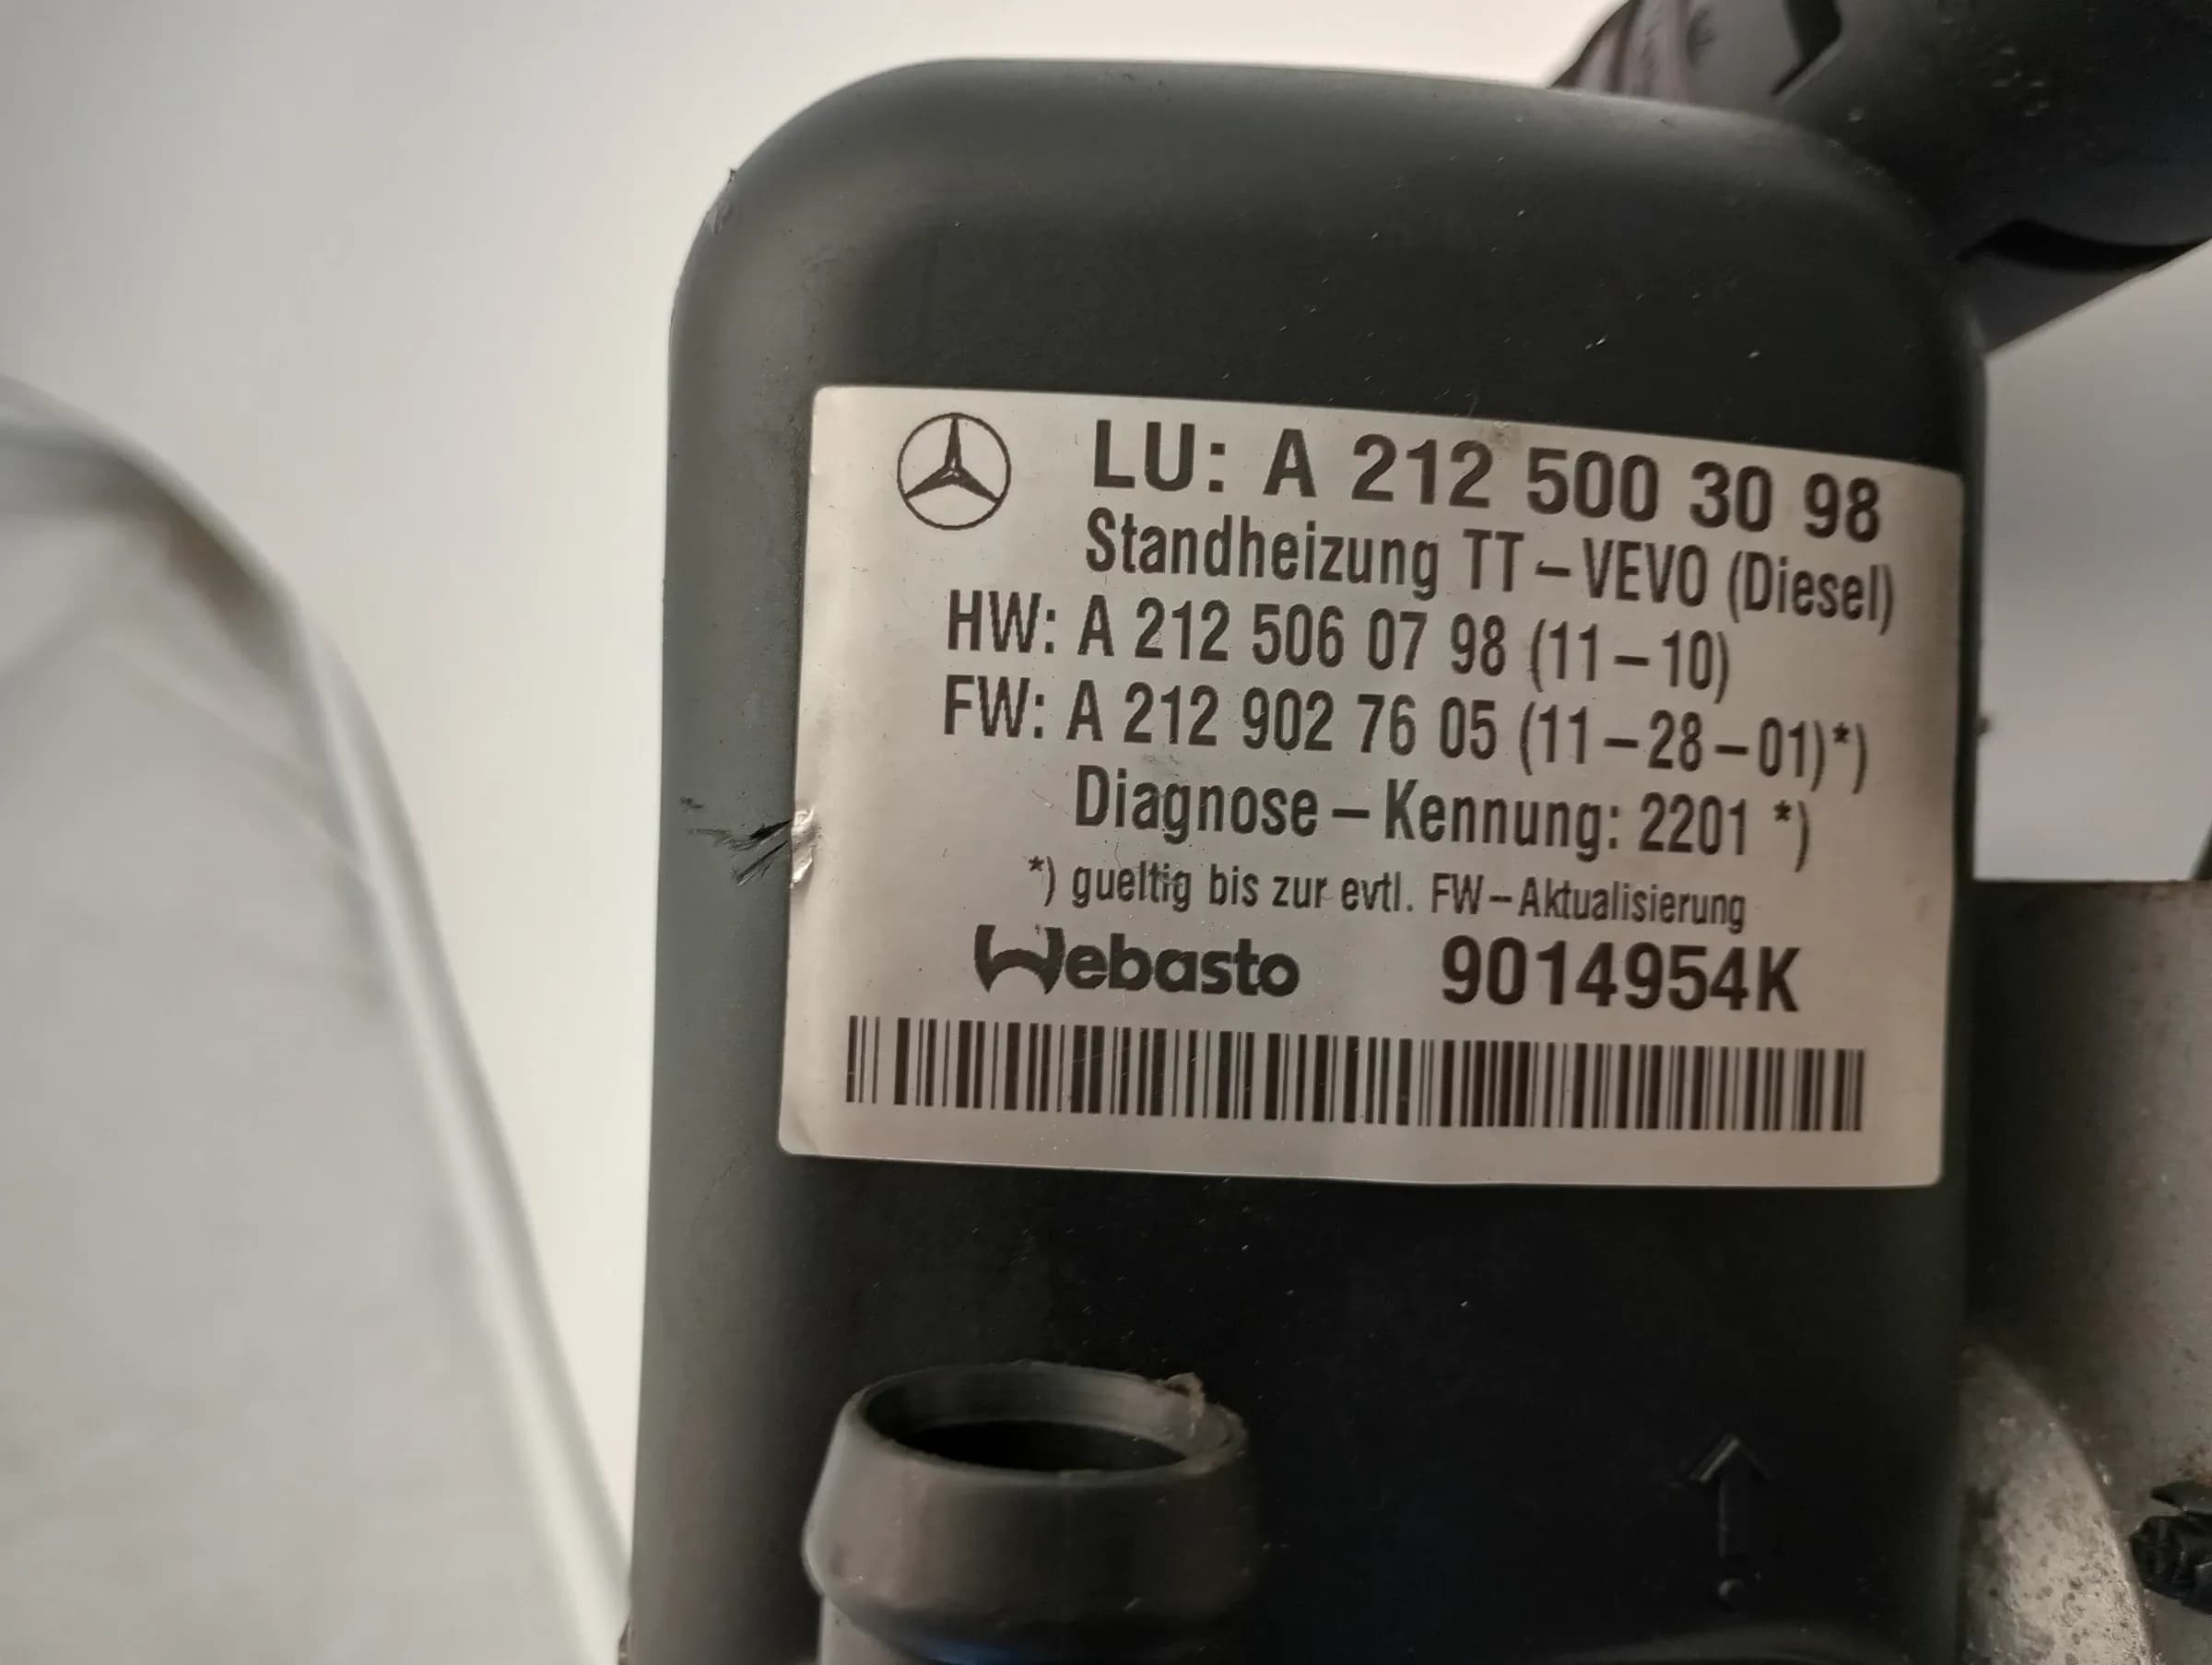 LU: A 212 500 30 98
Standheizung TT – VEVO (Diesel)
HW: A 212 506 07 98 (11 – 10)
FW: A 212 902 76 05 (11 – 28 – 01)*)
Diagnose – Kennung: 2201 *)
*) gueltig bis zur evtl. FW – Aktualisierung
Webasto 9014954K